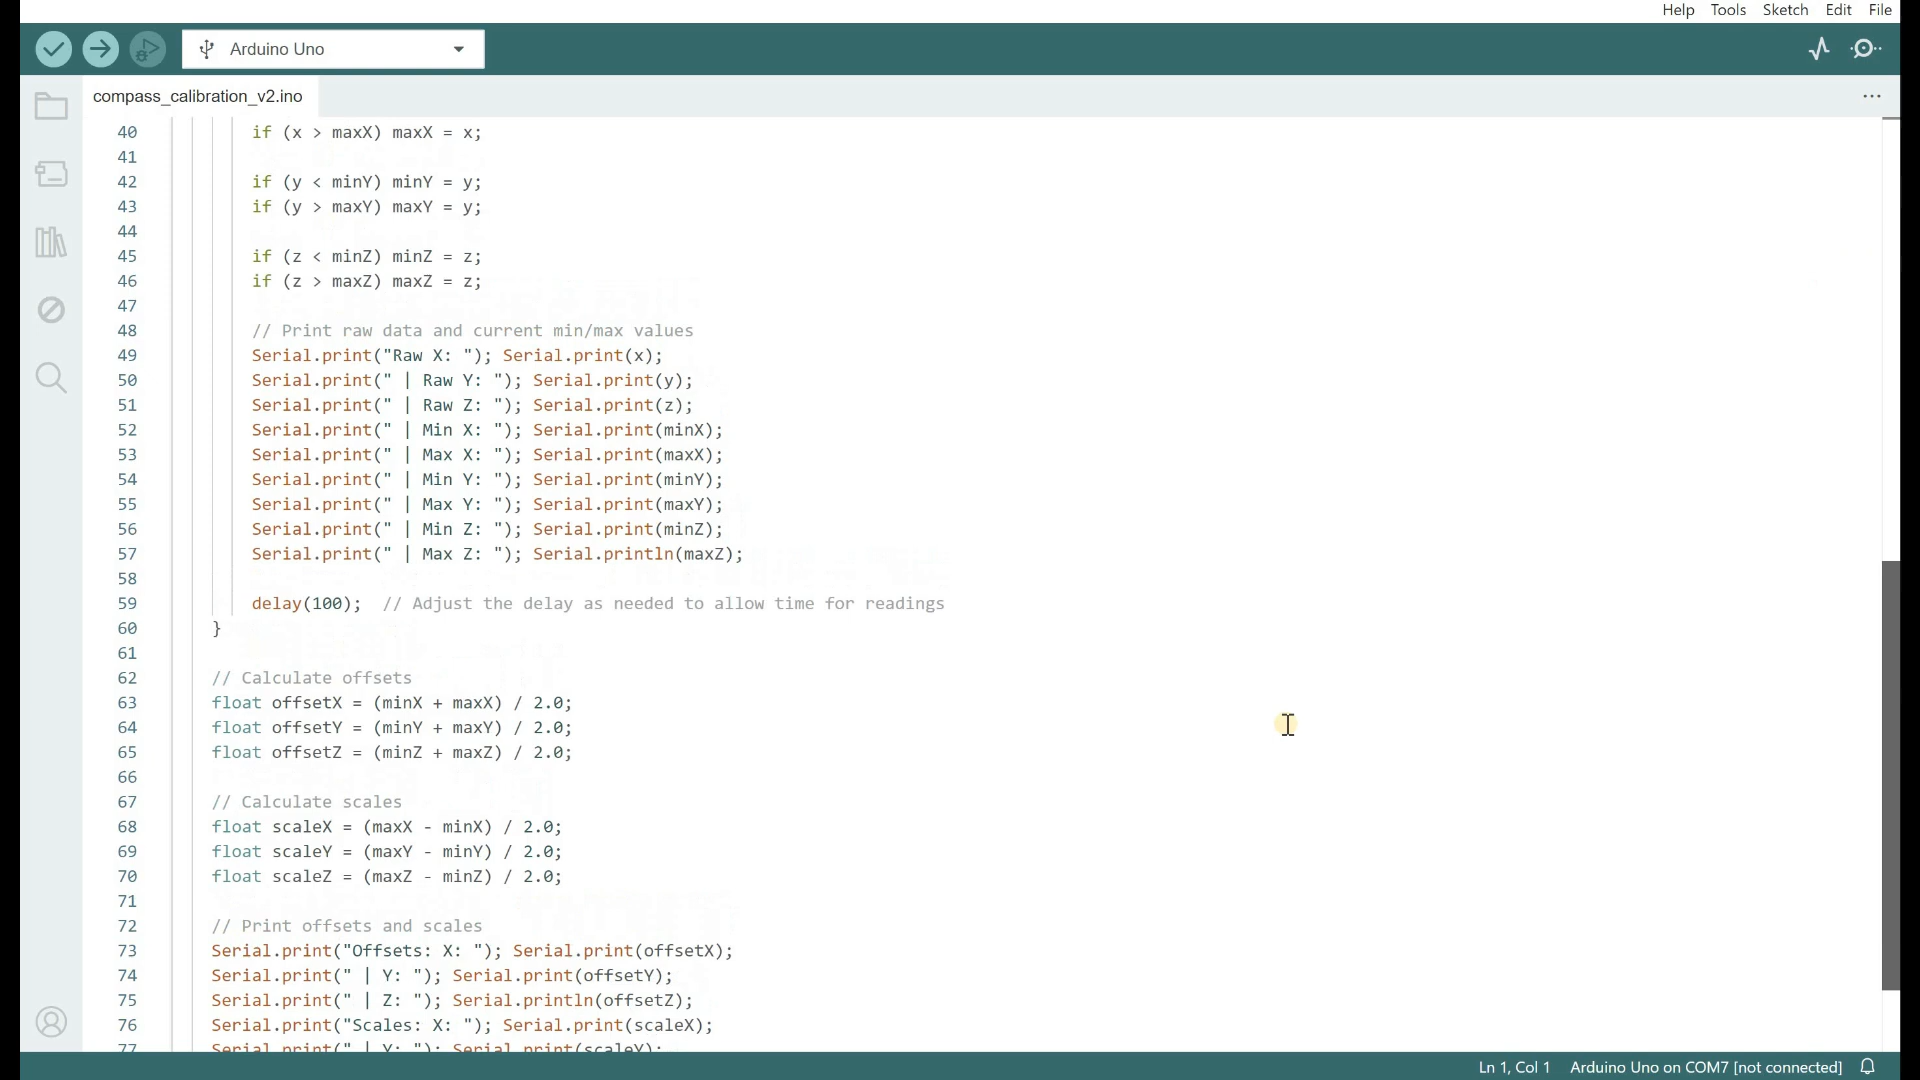 Help Tools Sketch Edit File
Arduino Uno
compass_calibration_v2.ino
40 if (x > maxX) maxX = x;
41
42 if (y < minY) minY = y;
43 if (y > maxY) maxY = y;
44
45 if (z < minZ) minZ = z;
46 if (z > maxZ) maxZ = z;
47
48 // Print raw data and current min/max values
49 Serial.print("Raw X: "); Serial.print(x);
50 Serial.print(" | Raw Y: "); Serial.print(y);
51 Serial.print(" | Raw Z: "); Serial.print(z);
52 Serial.print(" | Min X: "); Serial.print(minX);
53 Serial.print(" | Max X: "); Serial.print(maxX);
54 Serial.print(" | Min Y: "); Serial.print(minY);
55 Serial.print(" | Max Y: "); Serial.print(maxY);
56 Serial.print(" | Min Z: "); Serial.print(minZ);
57 Serial.print(" | Max Z: "); Serial.println(maxZ);
58
59 delay(100); // Adjust the delay as needed to allow time for readings
60 }
61
62 // Calculate offsets
63 float offsetX = (minX + maxX) / 2.0;
64 float offsetY = (minY + maxY) / 2.0;
65 float offsetZ = (minZ + maxZ) / 2.0;
66
67 // Calculate scales
68 float scaleX = (maxX - minX) / 2.0;
69 float scaleY = (maxY - minY) / 2.0;
70 float scaleZ = (maxZ - minZ) / 2.0;
71
72 // Print offsets and scales
73 Serial.print("Offsets: X: "); Serial.print(offsetX);
74 Serial.print(" | Y: "); Serial.print(offsetY);
75 Serial.print(" | Z: "); Serial.println(offsetZ);
76 Serial.print("Scales: X: "); Serial.print(scaleX);
77 Serial.print(" | Y: "); Serial.print(scaleY);
Ln 1, Col 1 Arduino Uno on COM7 [not connected]